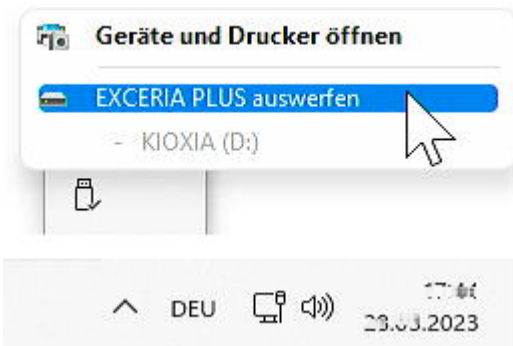 Geräte und Drucker öffnen
EXCERIA PLUS auswerfen
- KIOXIA (D:)
DEU